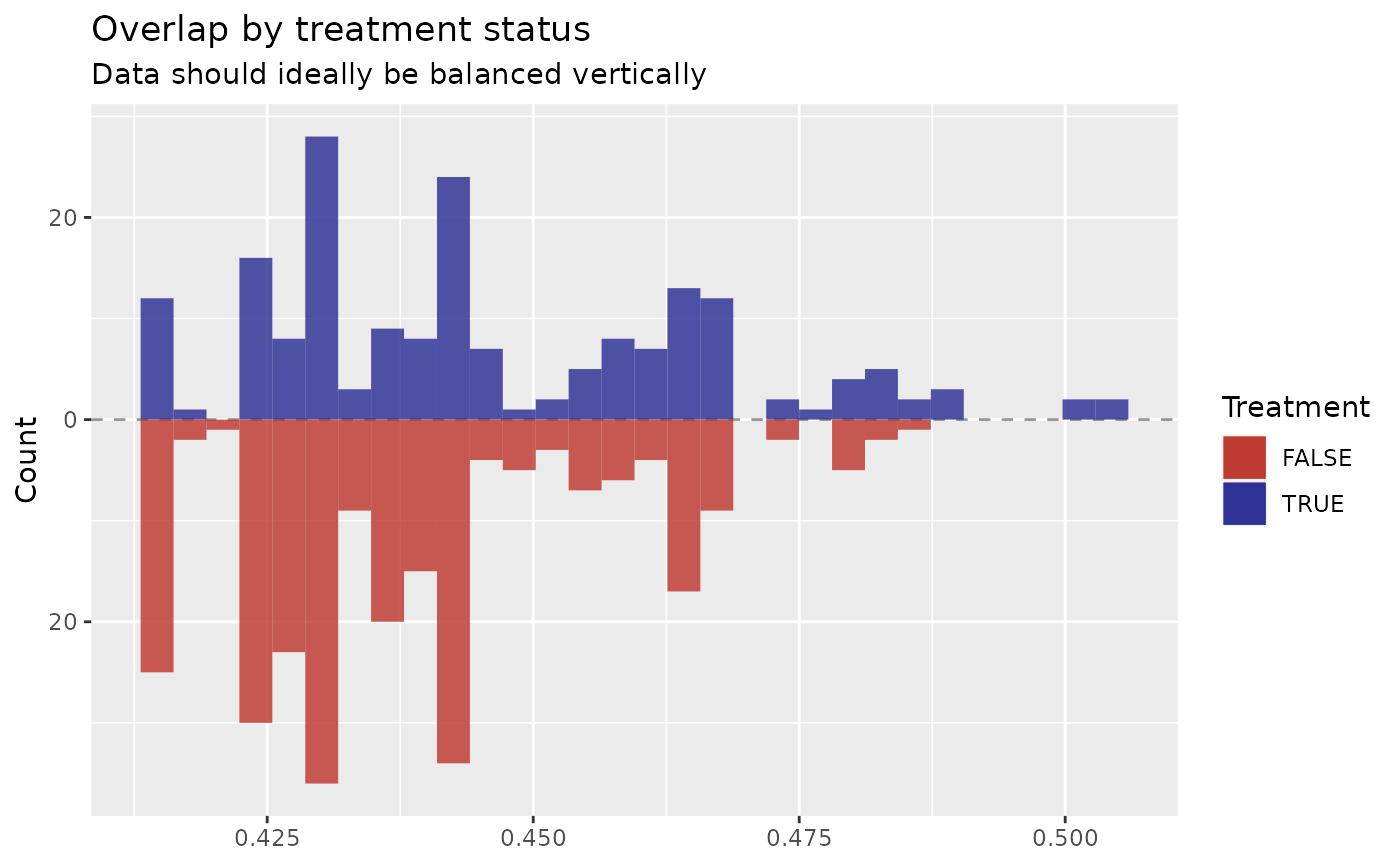 Overlap by treatment status
Data should ideally be balanced vertically
20
0
20
Count
0.425
0.450
0.475
0.500
Treatment
FALSE
TRUE